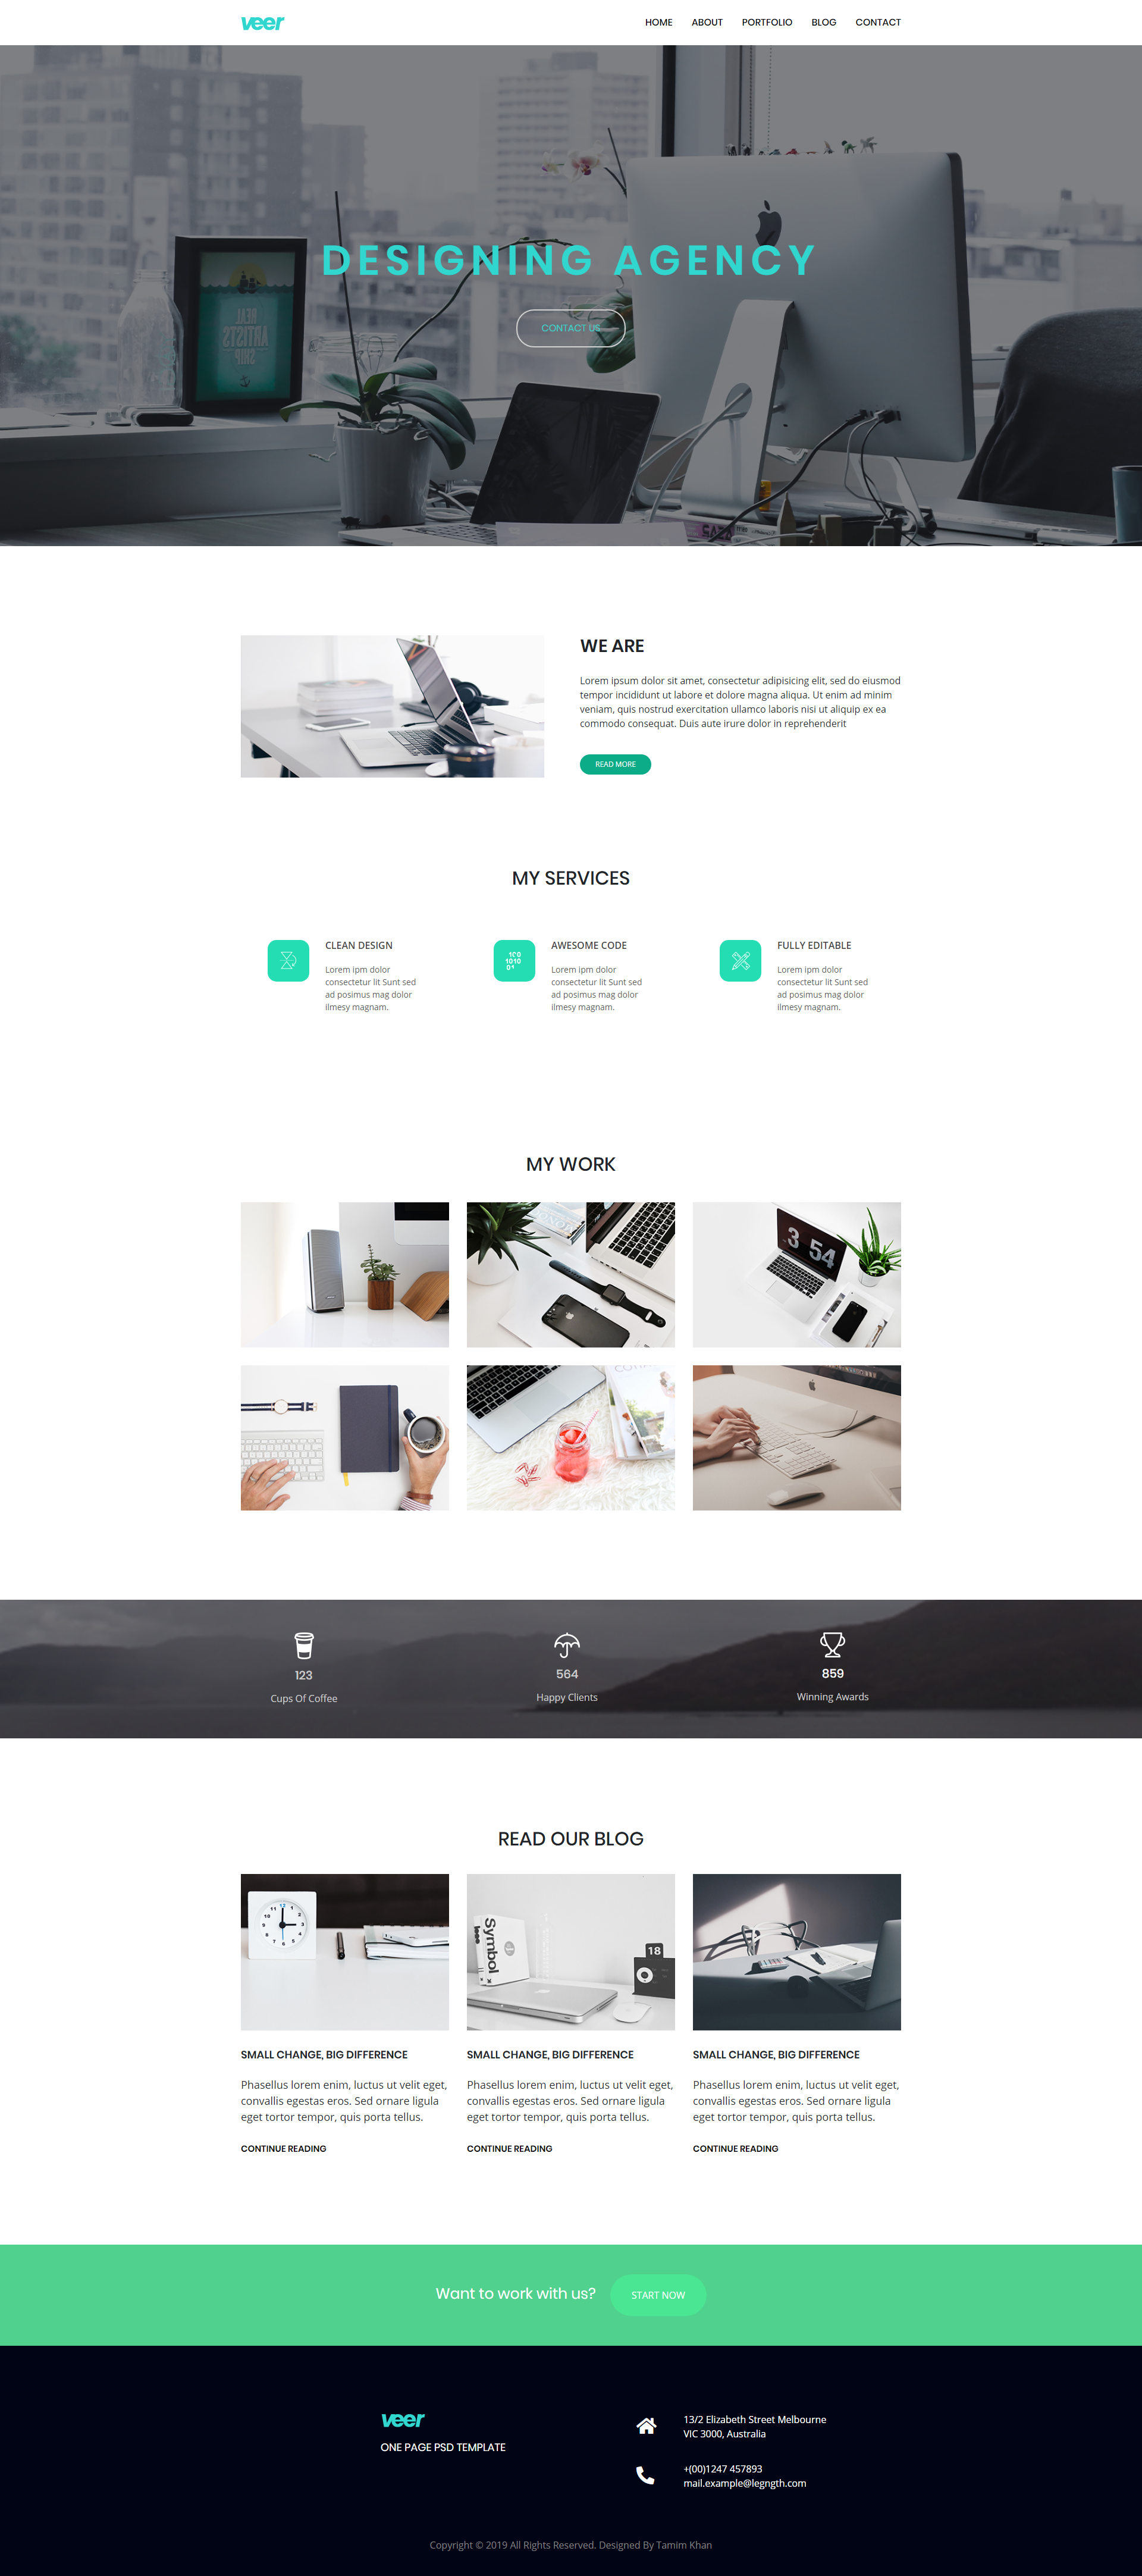 veer
HOME ABOUT PORTFOLIO BLOG CONTACT
DESIGNING AGENCY
CONTACT US
REAL
ARTISTS
SHIP
WE ARE
Lorem ipsum dolor sit amet, consectetur adipisicing elit, sed do eiusmod
tempor incididunt ut labore et dolore magna aliqua. Ut enim ad minim
veniam, quis nostrud exercitation ullamco laboris nisi ut aliquip ex ea
commodo consequat. Duis aute irure dolor in reprehenderit
READ MORE
MY SERVICES
CLEAN DESIGN
Lorem ipm dolor
consectetur lit Sunt sed
ad posimus mag dolor
ilmesy magnam.
AWESOME CODE
Lorem ipm dolor
consectetur lit Sunt sed
ad posimus mag dolor
ilmesy magnam.
FULLY EDITABLE
Lorem ipm dolor
consectetur lit Sunt sed
ad posimus mag dolor
ilmesy magnam.
MY WORK
3 54
123
Cups Of Coffee
564
Happy Clients
859
Winning Awards
READ OUR BLOG
Symbol
18
SMALL CHANGE, BIG DIFFERENCE
Phasellus lorem enim, luctus ut velit eget,
convallis egestas eros. Sed ornare ligula
eget tortor tempor, quis porta tellus.
CONTINUE READING
SMALL CHANGE, BIG DIFFERENCE
Phasellus lorem enim, luctus ut velit eget,
convallis egestas eros. Sed ornare ligula
eget tortor tempor, quis porta tellus.
CONTINUE READING
SMALL CHANGE, BIG DIFFERENCE
Phasellus lorem enim, luctus ut velit eget,
convallis egestas eros. Sed ornare ligula
eget tortor tempor, quis porta tellus.
CONTINUE READING
Want to work with us? START NOW
veer
ONE PAGE PSD TEMPLATE
13/2 Elizabeth Street Melbourne
VIC 3000, Australia
+(00)1247 457893
mail.example@legngth.com
Copyright © 2019 All Rights Reserved. Designed By Tamim Khan